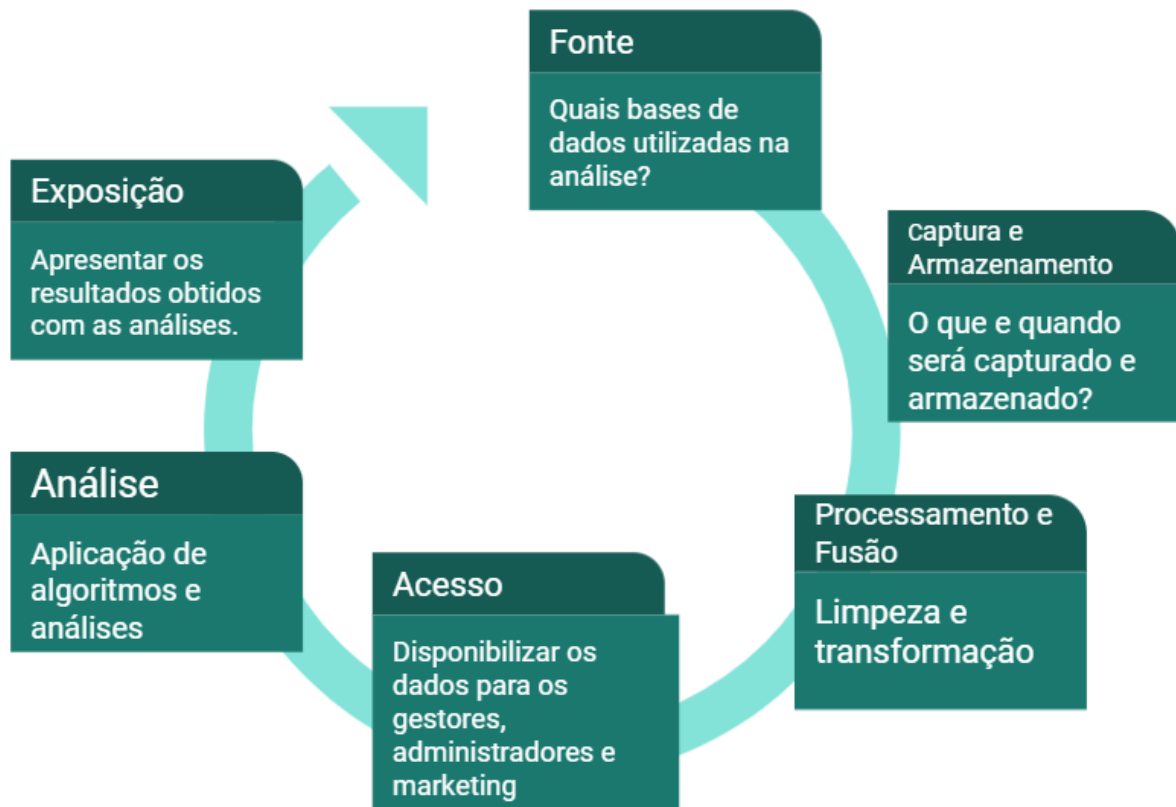 Fonte
Quais bases de
dados utilizadas na
análise?
Captura e
Armazenamento
O que e quando
será capturado e
armazenado?
Processamento e
Fusão
Limpeza e
transformação
Acesso
Disponibilizar os
dados para os
gestores,
administradores e
marketing
Análise
Aplicação de
algoritmos e
análises
Exposição
Apresentar os
resultados obtidos
com as análises.